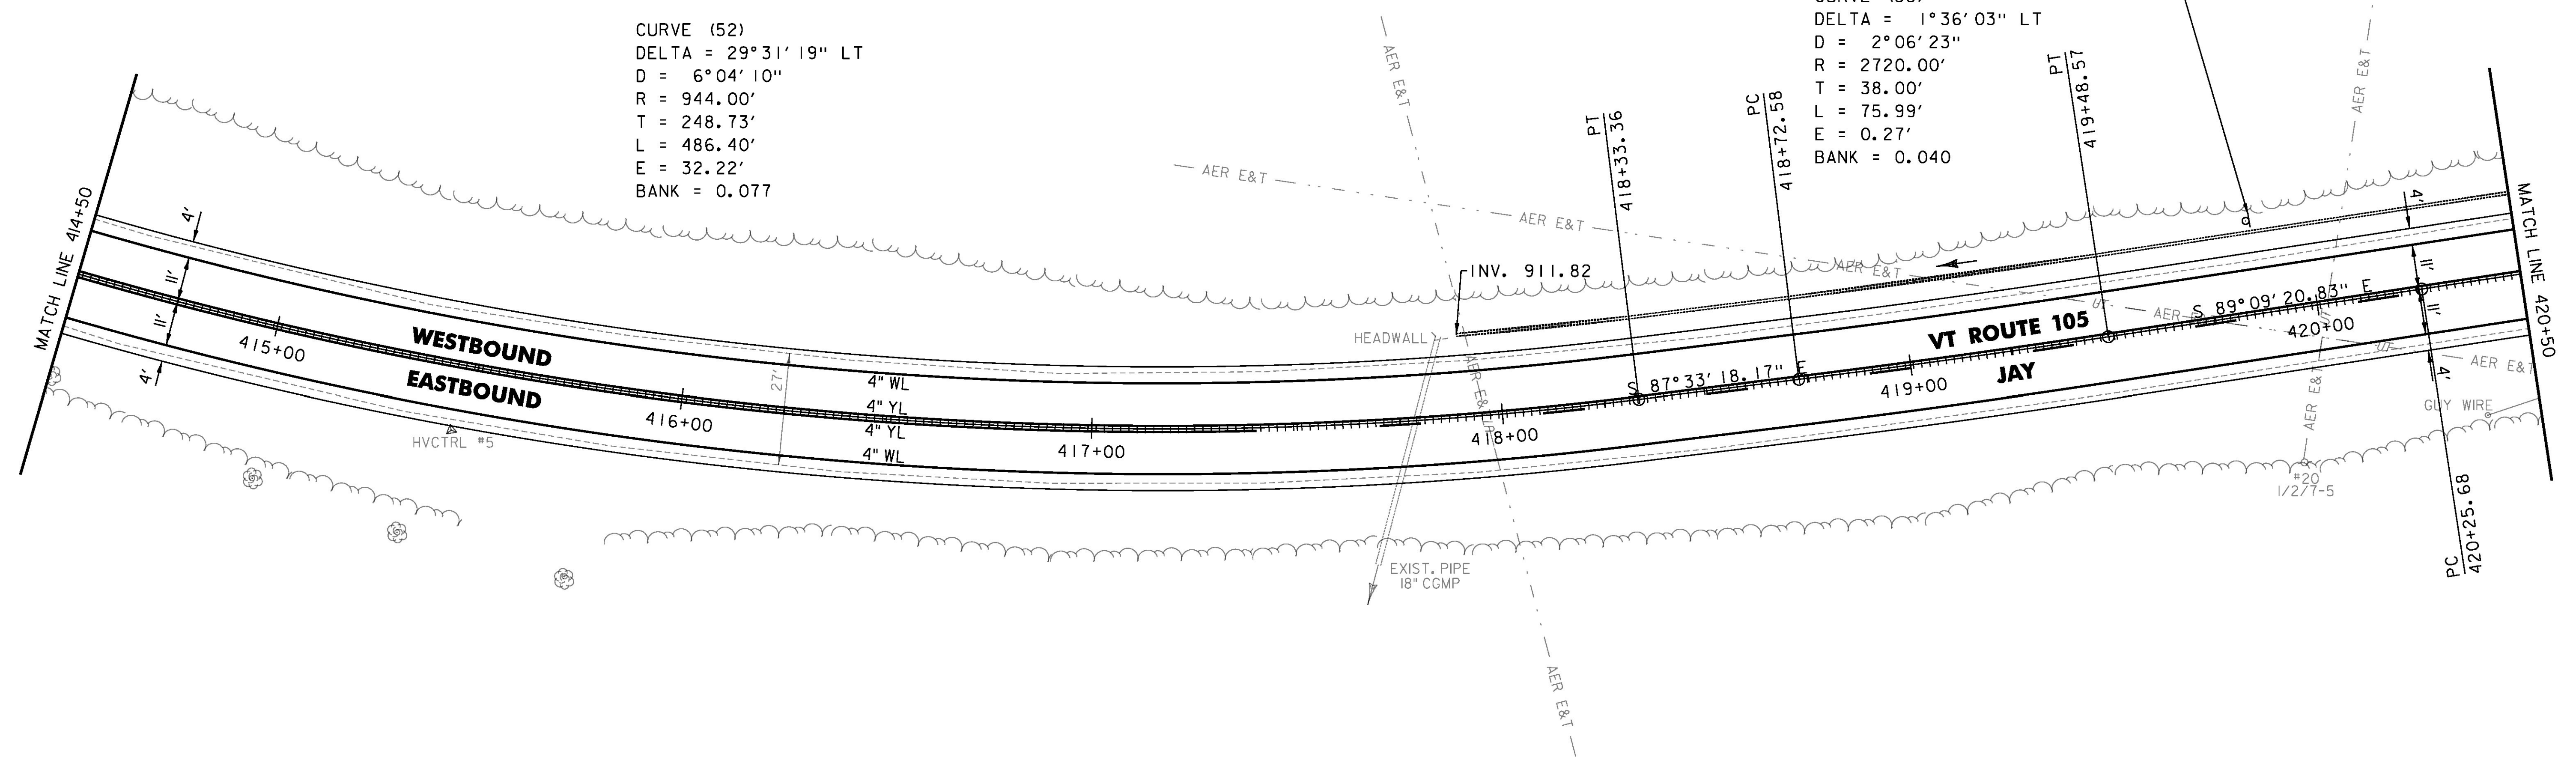 CURVE (52)
DELTA = 29°31'19" LT
D = 6°04'10"
R = 944.00'
T = 248.73'
L = 486.40'
E = 32.22'
BANK = 0.077
DELTA = 1°36'03" LT
D = 2°06'23"
R = 2720.00'
T = 38.00'
L = 75.99'
E = 0.27'
BANK = 0.040
PT
418+33.36
PC
418+72.58
PT
419+48.57
AER E&T
AER E&T
AER E&T
AER E&T
AER E&T
MATCH LINE 414+50
MATCH LINE 420+50
4'
11'
11'
4'
415+00
WESTBOUND
EASTBOUND
HVCTRL #5
416+00
27'
4" WL
4" YL
4" YL
4" WL
417+00
INV. 911.82
HEADWALL
AER E&T
418+00
S 87°33'18.17" E
419+00
VT ROUTE 105
JAY
UT
AER E&T
S 89°09'20.83" E
420+00
UT
UT
4'
11'
11'
4'
AER E&T
AER E&T
GUY WIRE
#20
1/2/7-5
PC
420+25.68
EXIST. PIPE
18" CGMP
AER E&T